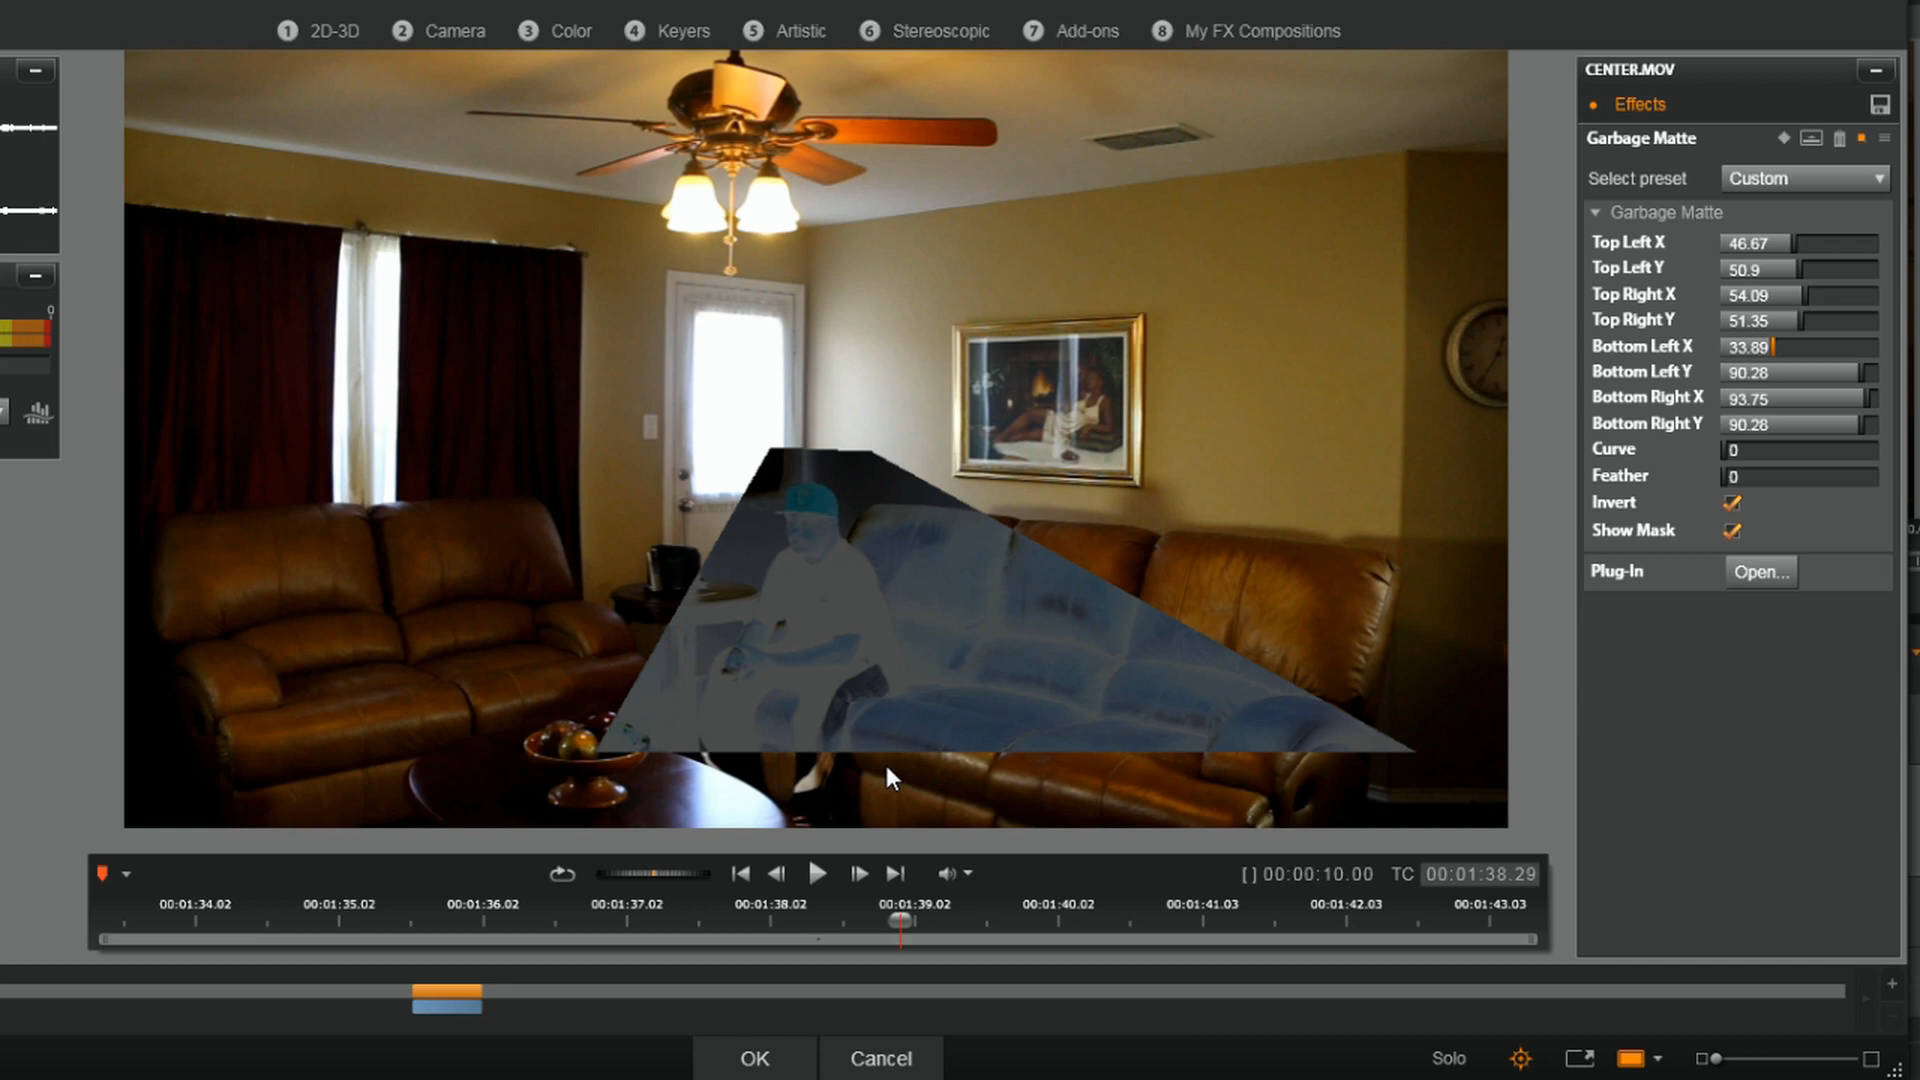 1 2D-3D 2 Camera 3 Color 4 Keyers 5 Artistic 6 Stereoscopic 7 Add-ons 8 My FX Compositions
CENTER.MOV
Effects
Garbage Matte
Select preset Custom
Garbage Matte
Top Left X 46.67
Top Left Y 50.9
Top Right X 54.09
Top Right Y 51.35
Bottom Left X 33.89
Bottom Left Y 90.28
Bottom Right X 93.75
Bottom Right Y 90.28
Curve 0
Feather 0
Invert
Show Mask
Plug-In Open...
0
[ ] 00:00:10.00 TC 00:01:38.29
00:01:34.02 00:01:35.02 00:01:36.02 00:01:37.02 00:01:38.02 00:01:39.02 00:01:40.02 00:01:41.03 00:01:42.03 00:01:43.03
OK Cancel Solo